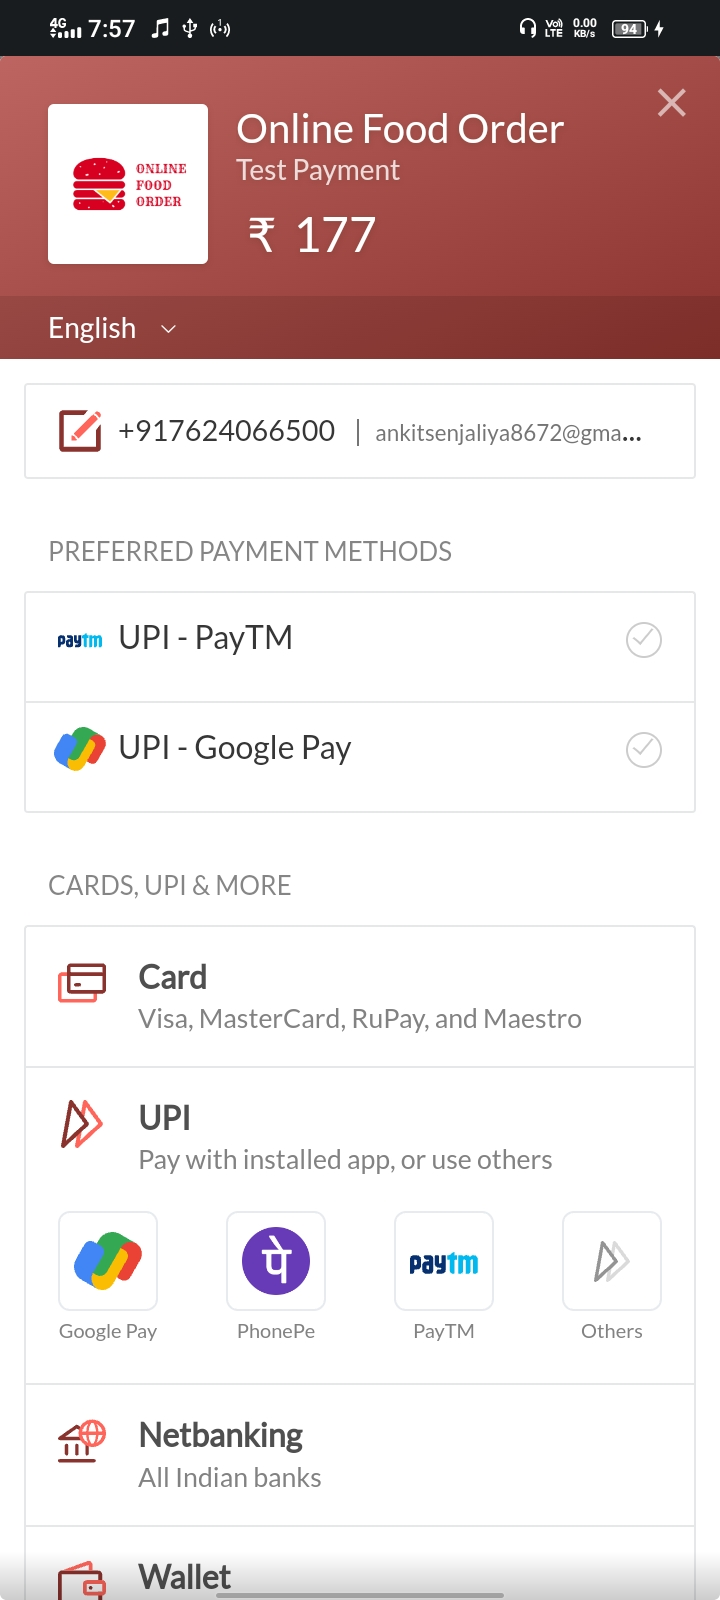 4G 7:57 Vo) LTE 0.00 KB/s 94
Online Food Order
ONLINE
FOOD
ORDER
Test Payment
₹ 177
English
+917624066500 | ankitsenjaliya8672@gma...
PREFERRED PAYMENT METHODS
paytm UPI - PayTM
UPI - Google Pay
CARDS, UPI & MORE
Card
Visa, MasterCard, RuPay, and Maestro
UPI
Pay with installed app, or use others
पे paytm
Google Pay PhonePe PayTM Others
Netbanking
All Indian banks
Wallet